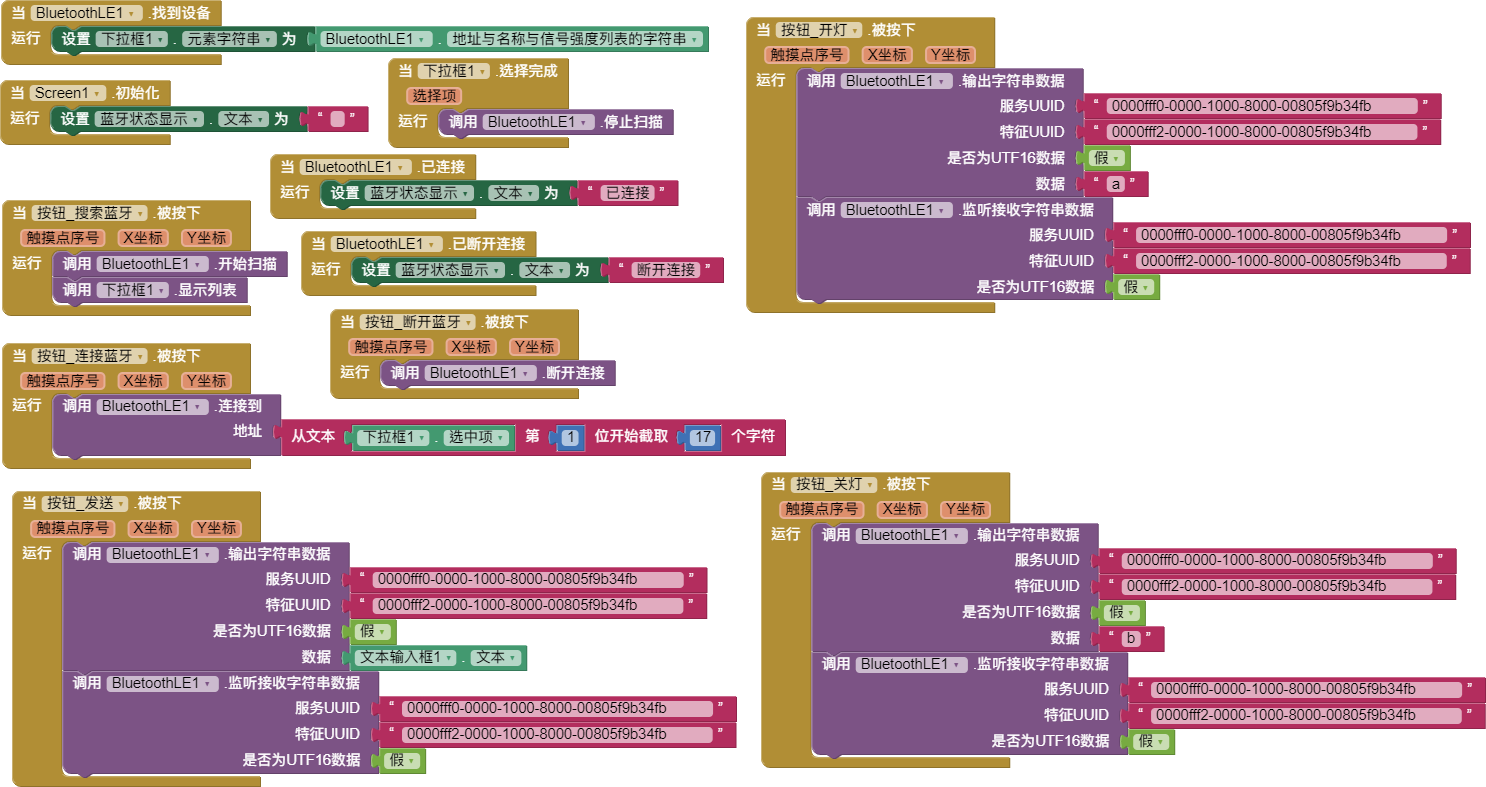 当 BluetoothLE1 .找到设备
运行 设置 下拉框1 . 元素字符串 为 BluetoothLE1 . 地址与名称与信号强度列表的字符串
当 下拉框1 .选择完成
选择项
运行 调用 BluetoothLE1 .停止扫描
当 Screen1 .初始化
运行 设置 蓝牙状态显示 . 文本 为 “ ”
当 BluetoothLE1 .已连接
运行 设置 蓝牙状态显示 . 文本 为 “ 已连接 ”
当 按钮_搜索蓝牙 .被按下
触摸点序号 X坐标 Y坐标
运行 调用 BluetoothLE1 .开始扫描
调用 下拉框1 .显示列表
当 BluetoothLE1 .已断开连接
运行 设置 蓝牙状态显示 . 文本 为 “ 断开连接 ”
当 按钮_断开蓝牙 .被按下
触摸点序号 X坐标 Y坐标
运行 调用 BluetoothLE1 .断开连接
当 按钮_连接蓝牙 .被按下
触摸点序号 X坐标 Y坐标
运行 调用 BluetoothLE1 .连接到
地址 从文本 下拉框1 . 选中项 第 1 位开始截取 17 个字符
当 按钮_发送 .被按下
触摸点序号 X坐标 Y坐标
运行 调用 BluetoothLE1 .输出字符串数据
服务UUID “ 0000fff0-0000-1000-8000-00805f9b34fb ”
特征UUID “ 0000fff2-0000-1000-8000-00805f9b34fb ”
是否为UTF16数据 假
数据 文本输入框1 . 文本
调用 BluetoothLE1 .监听接收字符串数据
服务UUID “ 0000fff0-0000-1000-8000-00805f9b34fb ”
特征UUID “ 0000fff2-0000-1000-8000-00805f9b34fb ”
是否为UTF16数据 假
当 按钮_开灯 .被按下
触摸点序号 X坐标 Y坐标
运行 调用 BluetoothLE1 .输出字符串数据
服务UUID “ 0000fff0-0000-1000-8000-00805f9b34fb ”
特征UUID “ 0000fff2-0000-1000-8000-00805f9b34fb ”
是否为UTF16数据 假
数据 “ a ”
调用 BluetoothLE1 .监听接收字符串数据
服务UUID “ 0000fff0-0000-1000-8000-00805f9b34fb ”
特征UUID “ 0000fff2-0000-1000-8000-00805f9b34fb ”
是否为UTF16数据 假
当 按钮_关灯 .被按下
触摸点序号 X坐标 Y坐标
运行 调用 BluetoothLE1 .输出字符串数据
服务UUID “ 0000fff0-0000-1000-8000-00805f9b34fb ”
特征UUID “ 0000fff2-0000-1000-8000-00805f9b34fb ”
是否为UTF16数据 假
数据 “ b ”
调用 BluetoothLE1 .监听接收字符串数据
服务UUID “ 0000fff0-0000-1000-8000-00805f9b34fb ”
特征UUID “ 0000fff2-0000-1000-8000-00805f9b34fb ”
是否为UTF16数据 假